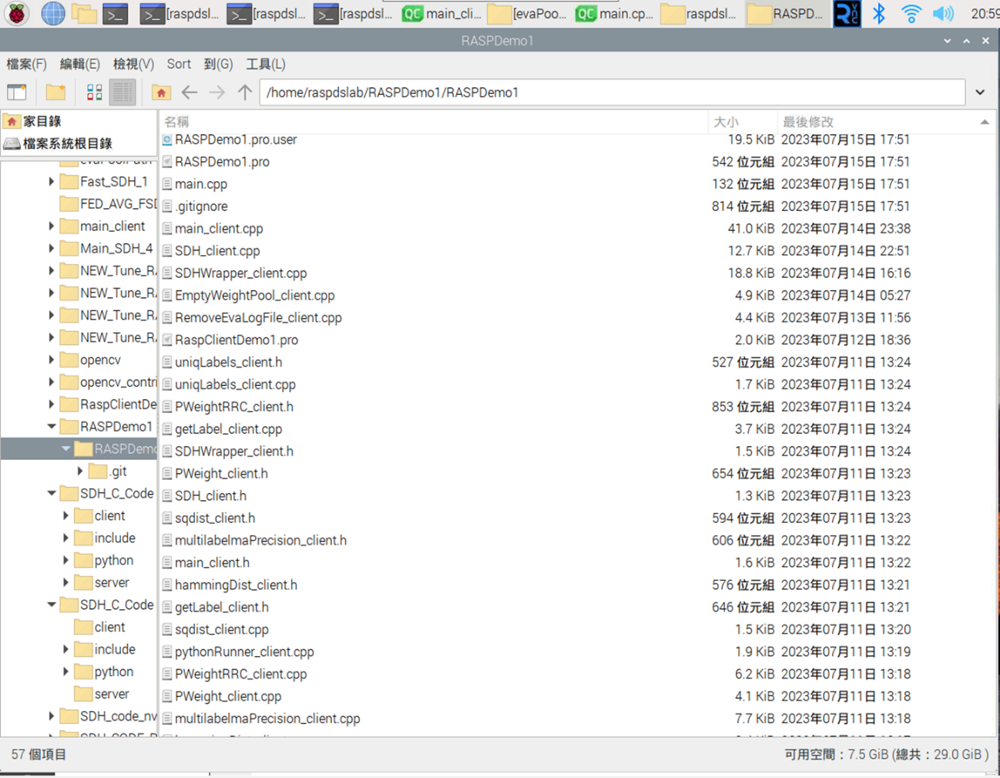 [raspdsl... [raspdsl... [raspdsl... QC main_cli... [evaPoo... QC main.cp... raspdsl... RASPD... 20:59
RASPDemo1
檔案(F) 編輯(E) 檢視(V) Sort 到(G) 工具(L)
/home/raspdslab/RASPDemo1/RASPDemo1
家目錄
檔案系統根目錄
Fast_SDH_1
FED_AVG_FSD
main_client
Main_SDH_4
NEW_Tune_RA
NEW_Tune_RA
NEW_Tune_RA
NEW_Tune_RA
opencv
opencv_contri
RaspClientDe
RASPDemo1
RASPDemo
.git
SDH_C_Code
client
include
python
server
SDH_C_Code
client
include
python
server
SDH_code_nv
名稱 大小 最後修改
RASPDemo1.pro.user 19.5 KiB 2023年07月15日 17:51
RASPDemo1.pro 542 位元組 2023年07月15日 17:51
main.cpp 132 位元組 2023年07月15日 17:51
.gitignore 814 位元組 2023年07月15日 17:51
main_client.cpp 41.0 KiB 2023年07月14日 23:38
SDH_client.cpp 12.7 KiB 2023年07月14日 22:51
SDHWrapper_client.cpp 18.8 KiB 2023年07月14日 16:16
EmptyWeightPool_client.cpp 4.9 KiB 2023年07月14日 05:27
RemoveEvaLogFile_client.cpp 4.4 KiB 2023年07月13日 11:56
RaspClientDemo1.pro 2.0 KiB 2023年07月12日 18:36
uniqLabels_client.h 527 位元組 2023年07月11日 13:24
uniqLabels_client.cpp 1.7 KiB 2023年07月11日 13:24
PWeightRRC_client.h 853 位元組 2023年07月11日 13:24
getLabel_client.cpp 3.7 KiB 2023年07月11日 13:24
SDHWrapper_client.h 1.5 KiB 2023年07月11日 13:24
PWeight_client.h 654 位元組 2023年07月11日 13:23
SDH_client.h 1.3 KiB 2023年07月11日 13:23
sqdist_client.h 594 位元組 2023年07月11日 13:23
multilabelmaPrecision_client.h 606 位元組 2023年07月11日 13:22
main_client.h 1.6 KiB 2023年07月11日 13:22
hammingDist_client.h 576 位元組 2023年07月11日 13:21
getLabel_client.h 646 位元組 2023年07月11日 13:21
sqdist_client.cpp 1.5 KiB 2023年07月11日 13:20
pythonRunner_client.cpp 1.9 KiB 2023年07月11日 13:19
PWeightRRC_client.cpp 6.2 KiB 2023年07月11日 13:18
PWeight_client.cpp 4.1 KiB 2023年07月11日 13:18
multilabelmaPrecision_client.cpp 7.7 KiB 2023年07月11日 13:18
57 個項目 可用空間：7.5 GiB (總共：29.0 GiB )